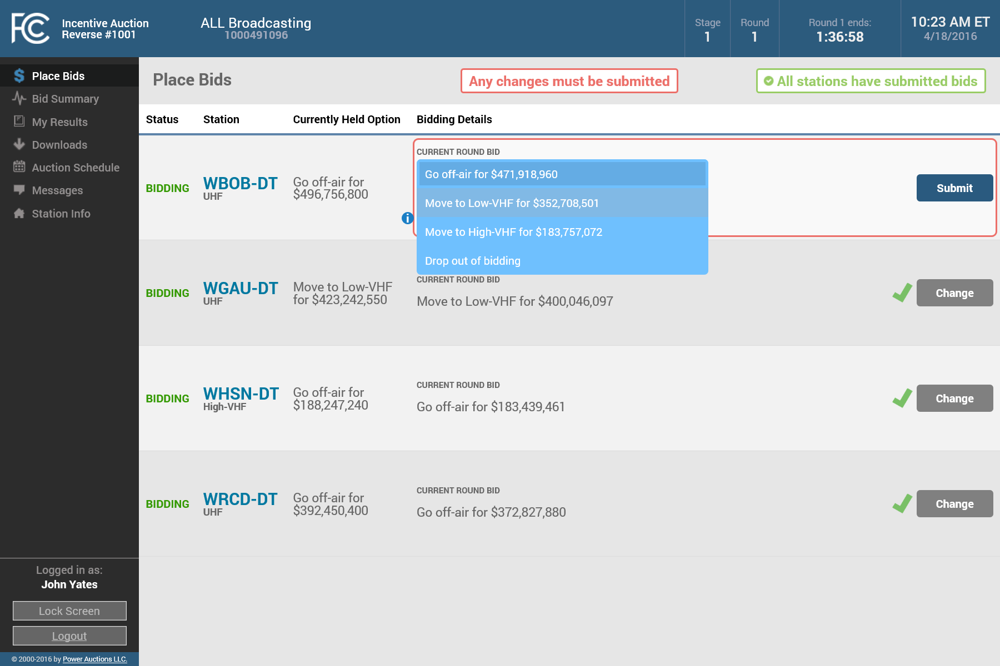 FCC
Incentive Auction
Reverse #1001
ALL Broadcasting
1000491096
Stage
1
Round
1
Round 1 ends:
1:36:58
10:23 AM ET
4/18/2016
Place Bids
Bid Summary
My Results
Downloads
Auction Schedule
Messages
Station Info
Place Bids
Any changes must be submitted
All stations have submitted bids
Status Station Currently Held Option Bidding Details
BIDDING
WBOB-DT
UHF
Go off-air for
$496,756,800
i
CURRENT ROUND BID
Go off-air for $471,918,960
Move to Low-VHF for $352,708,501
Move to High-VHF for $183,757,072
Drop out of bidding
Submit
BIDDING
WGAU-DT
UHF
Move to Low-VHF
for $423,242,550
CURRENT ROUND BID
Move to Low-VHF for $400,046,097
Change
BIDDING
WHSN-DT
High-VHF
Go off-air for
$188,247,240
CURRENT ROUND BID
Go off-air for $183,439,461
Change
BIDDING
WRCD-DT
UHF
Go off-air for
$392,450,400
CURRENT ROUND BID
Go off-air for $372,827,880
Change
Logged in as:
John Yates
Lock Screen
Logout
© 2000-2016 by Power Auctions LLC.